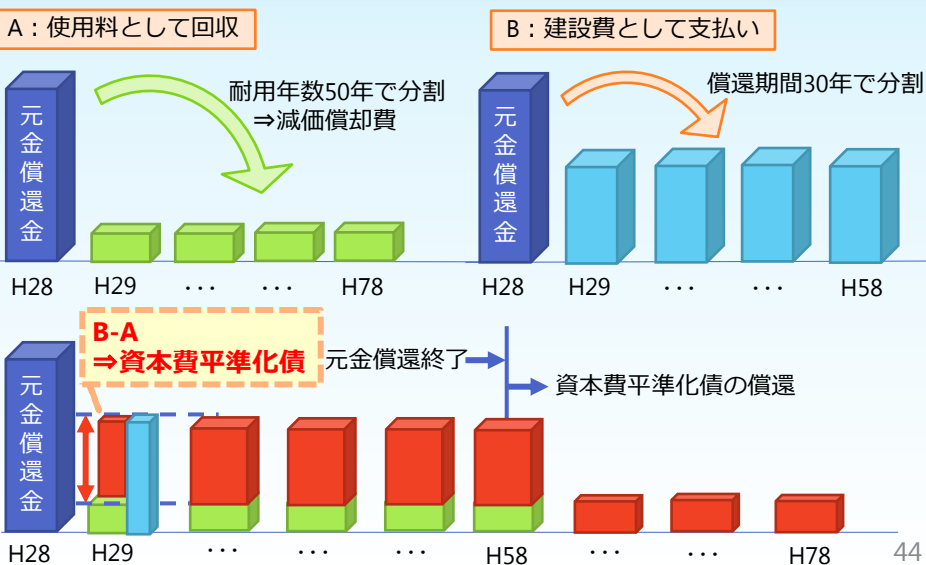 A：使用料として回収
元金償還金
耐用年数50年で分割
⇒減価償却費
H28 H29 ･･･ ･･･ H78
B：建設費として支払い
元金償還金
償還期間30年で分割
H28 H29 ･･･ ･･･ H58
B-A
⇒資本費平準化債
元金償還終了
資本費平準化債の償還
元金償還金
H28 H29 ･･･ ･･･ ･･･ H58 ･･･ ･･･ H78
44